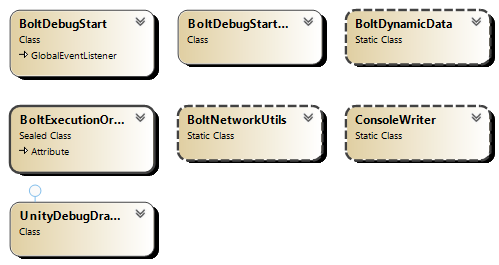 BoltDebugStart
Class
GlobalEventListener
BoltDebugStart...
Class
BoltDynamicData
Static Class
BoltExecutionOr...
Sealed Class
Attribute
BoltNetworkUtils
Static Class
ConsoleWriter
Static Class
UnityDebugDra...
Class